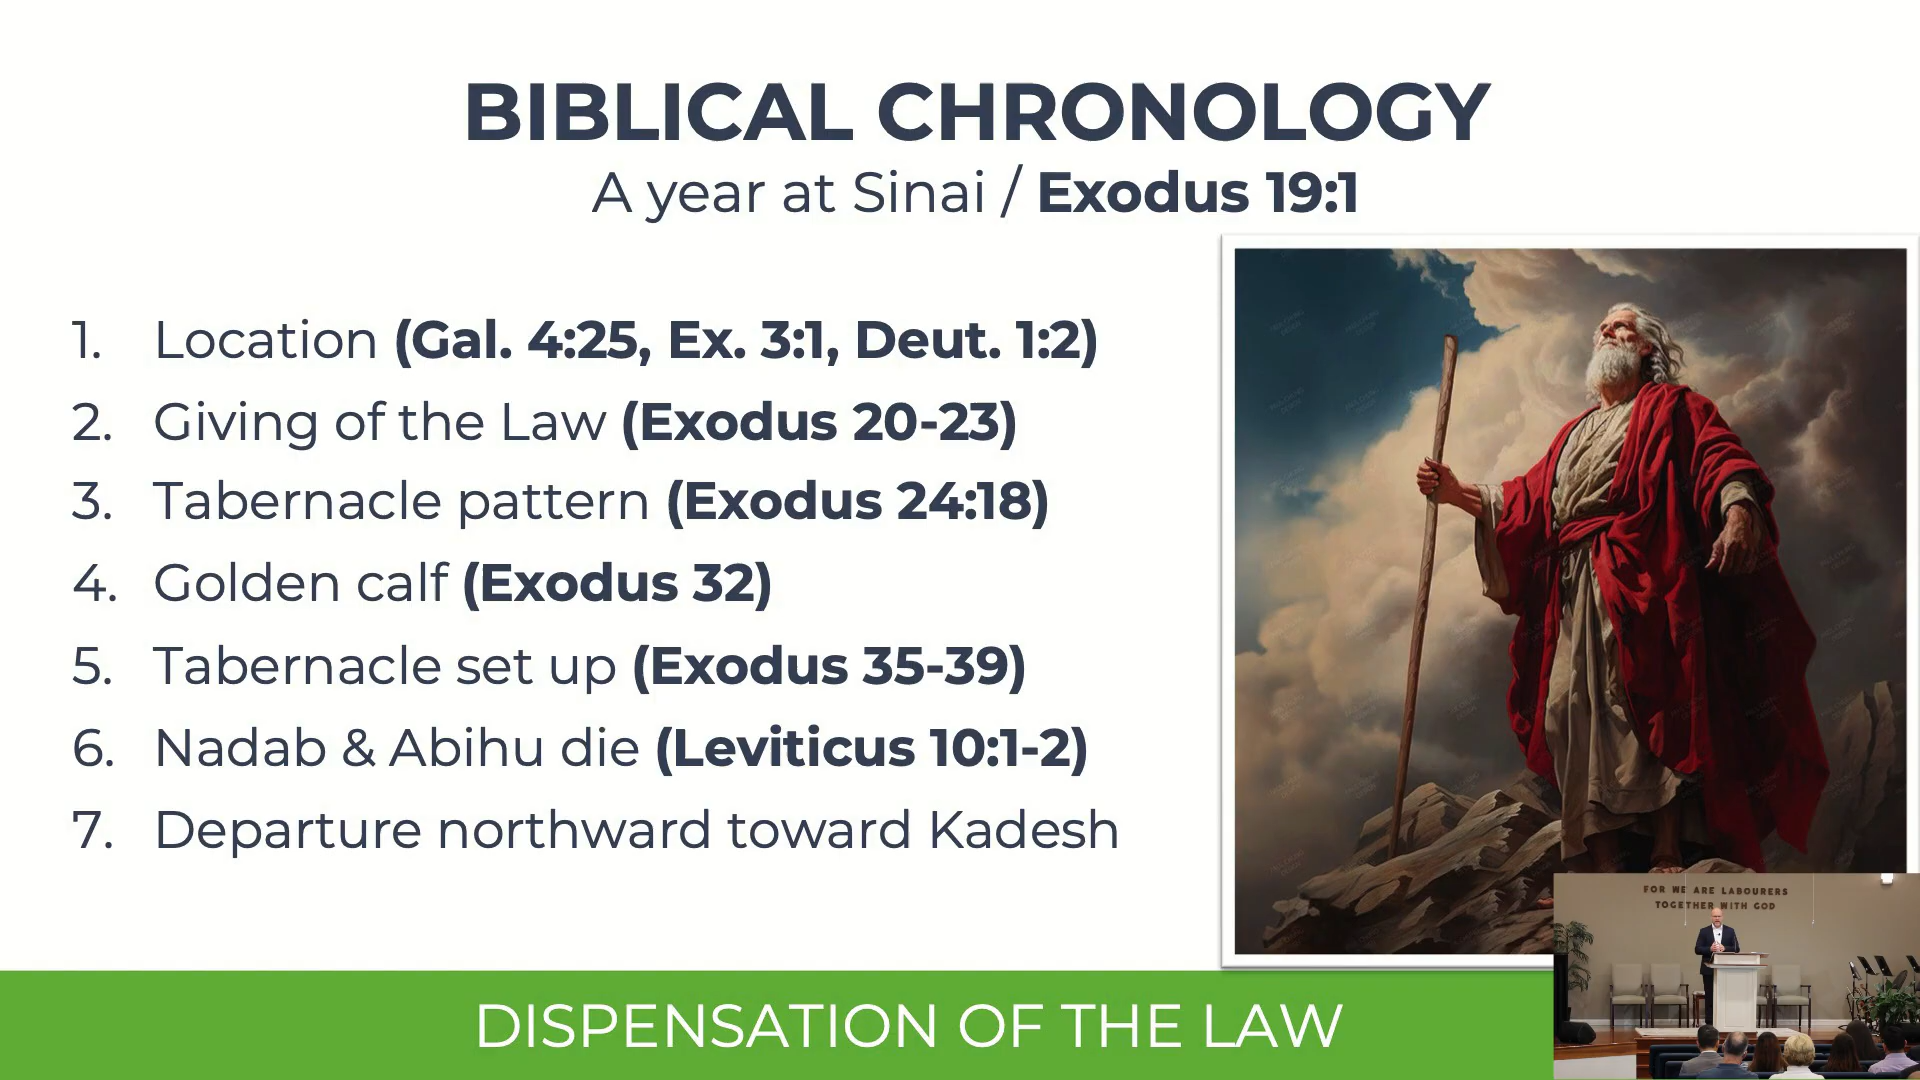 BIBLICAL CHRONOLOGY
A year at Sinai / Exodus 19:1
1. Location (Gal. 4:25, Ex. 3:1, Deut. 1:2)
2. Giving of the Law (Exodus 20-23)
3. Tabernacle pattern (Exodus 24:18)
4. Golden calf (Exodus 32)
5. Tabernacle set up (Exodus 35-39)
6. Nadab & Abihu die (Leviticus 10:1-2)
7. Departure northward toward Kadesh
FOR WE ARE LABOURERS
TOGETHER WITH GOD
DISPENSATION OF THE LAW